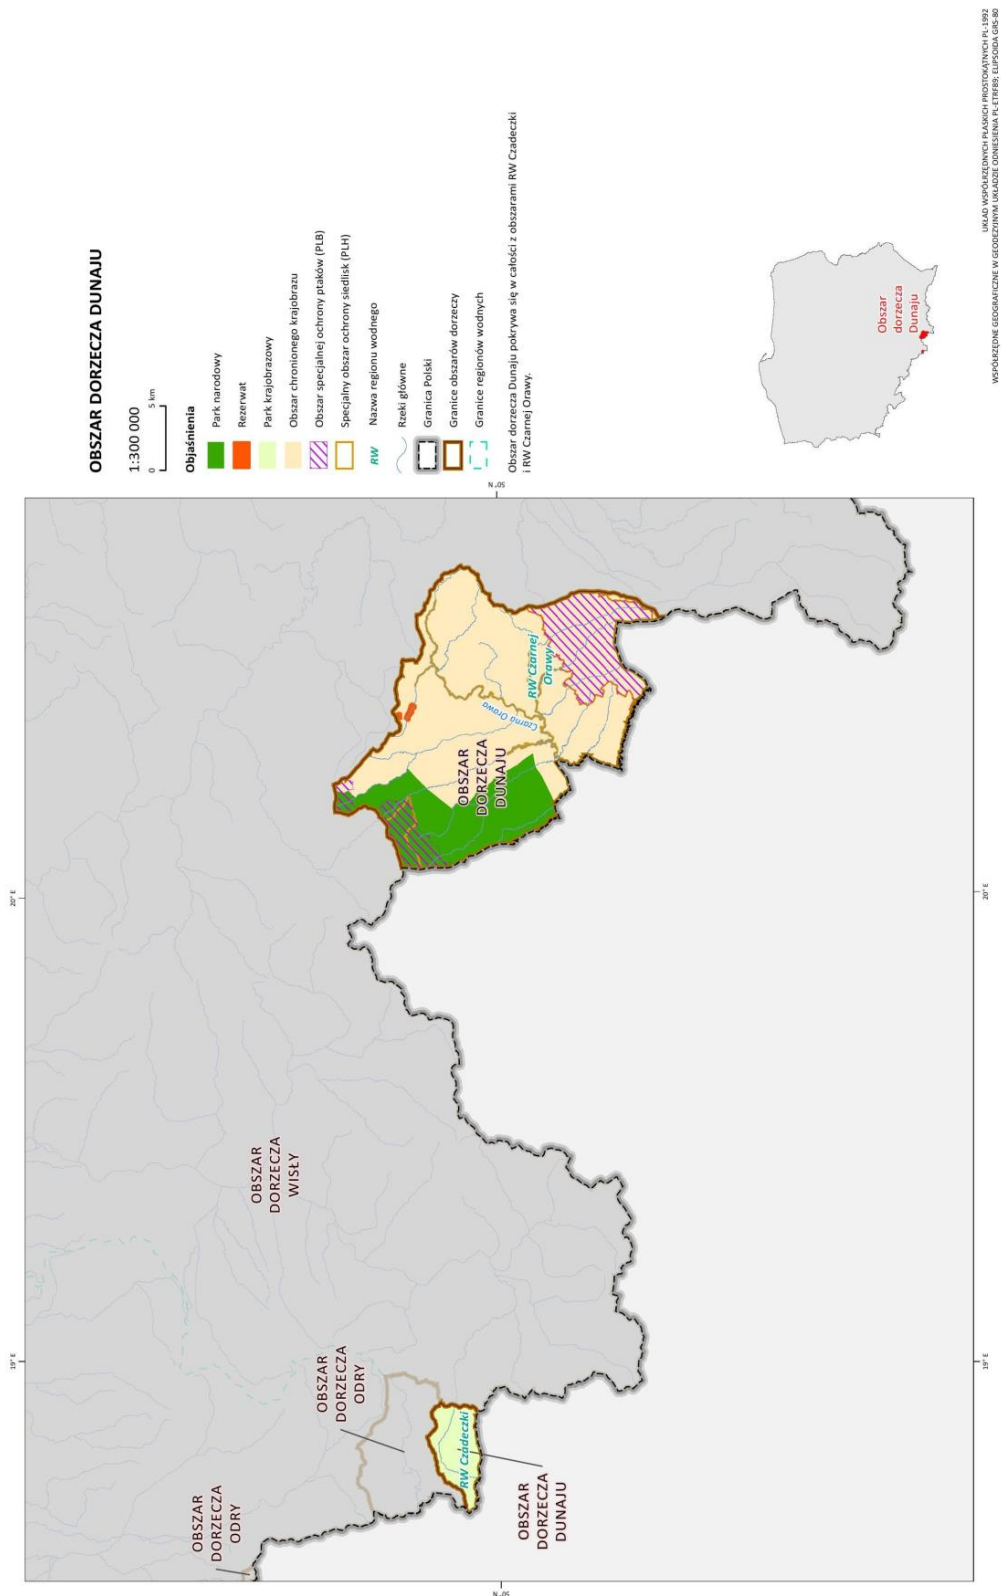 OBSZAR DORZECZA DUNAJU
1:300 000
0 5 km
Objaśnienia
Park narodowy
Rezerwat
Park krajobrazowy
Obszar chronionego krajobrazu
Obszar specjalnej ochrony ptaków (PLB)
Specjalny obszar ochrony siedlisk (PLH)
RW Nazwa regionu wodnego
Rzeki główne
Granica Polski
Granice obszarów dorzeczy
Granice regionów wodnych
Obszar dorzecza Dunaju pokrywa się w całości z obszarami RW Czadeczki
i RW Czarnej Orawy.
OBSZAR
DORZECZA
ODRY
OBSZAR
DORZECZA
ODRY
OBSZAR
DORZECZA
WISŁY
OBSZAR
DORZECZA
DUNAJU
RW Czadeczki
OBSZAR
DORZECZA
DUNAJU
Czarna Orawa
RW Czarnej
Orawy
19° E
20° E
19° E
20° E
N °05
N °05
Obszar
dorzecza
Dunaju
UKŁAD WSPÓŁRZĘDNYCH PŁASKICH PROSTOKĄTNYCH PL-1992
WSPÓŁRZĘDNE GEOGRAFICZNE W GEODEZYJNYM UKŁADZIE ODNIESIENIA PL-ETRF89; ELIPSOIDA GRS-80